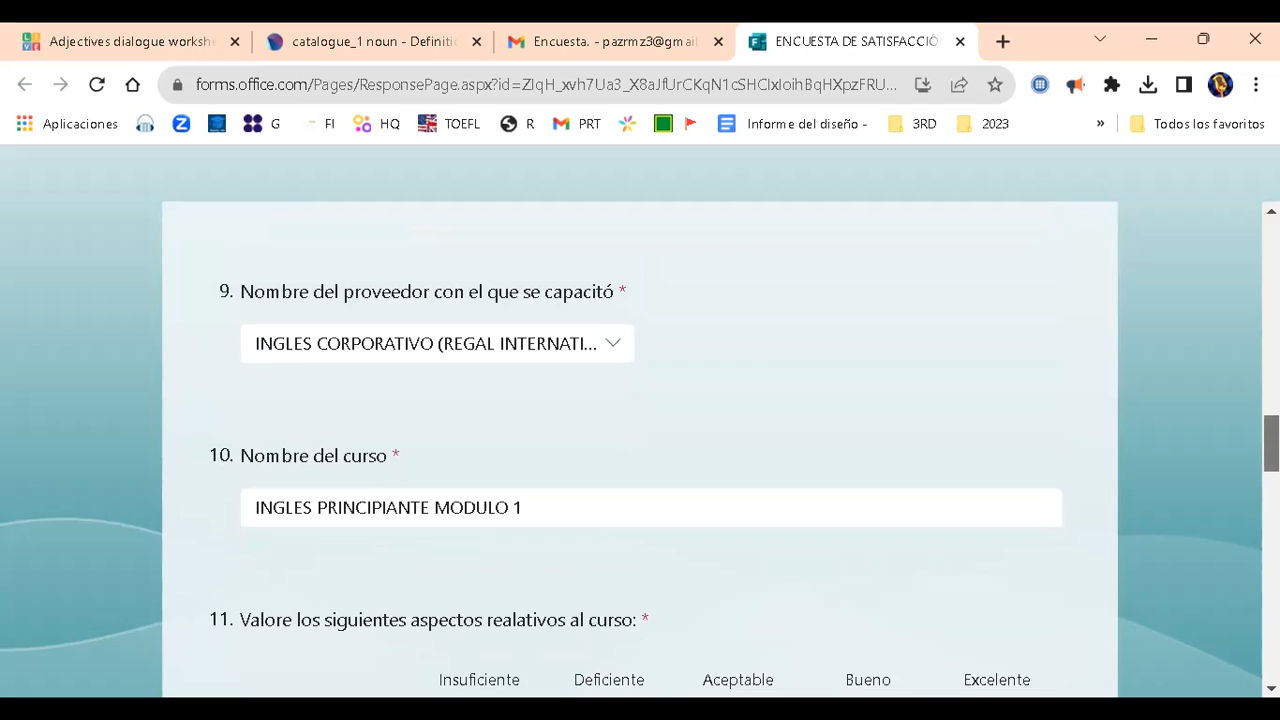 Adjectives dialogue worksh
catalogue_1 noun - Definitio
Encuesta. - pazrmz3@gmai
ENCUESTA DE SATISFACCIÓ
forms.office.com/Pages/ResponsePage.aspx?id=ZIqH_xvh7Ua3_X8aJfUrCKqN1cSHClxIoihBqHXpzFRU...
Aplicaciones
G
FI
HQ
TOEFL
R
PRT
Informe del diseño -
3RD
2023
»
Todos los favoritos
9. Nombre del proveedor con el que se capacitó *
INGLES CORPORATIVO (REGAL INTERNATI...
10. Nombre del curso *
INGLES PRINCIPIANTE MODULO 1
11. Valore los siguientes aspectos realativos al curso: *
Insuficiente Deficiente Aceptable Bueno Excelente